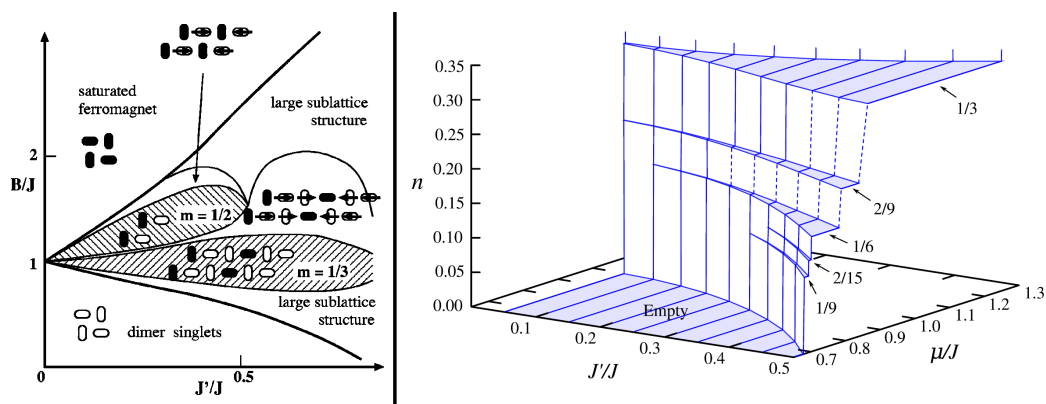 saturated
ferromagnet
large sublattice
structure
2
B/J
m = 1/2
1
m = 1/3
large sublattice
structure
dimer singlets
0
0.5
J'/J
0.35
0.30
0.25
0.20
0.15
0.10
0.05
0.00
n
1/3
2/9
1/6
2/15
1/9
Empty
0.1
0.2
0.3
0.4
0.5
J'/J
0.7
0.8
0.9
1.0
1.1
1.2
1.3
μ/J